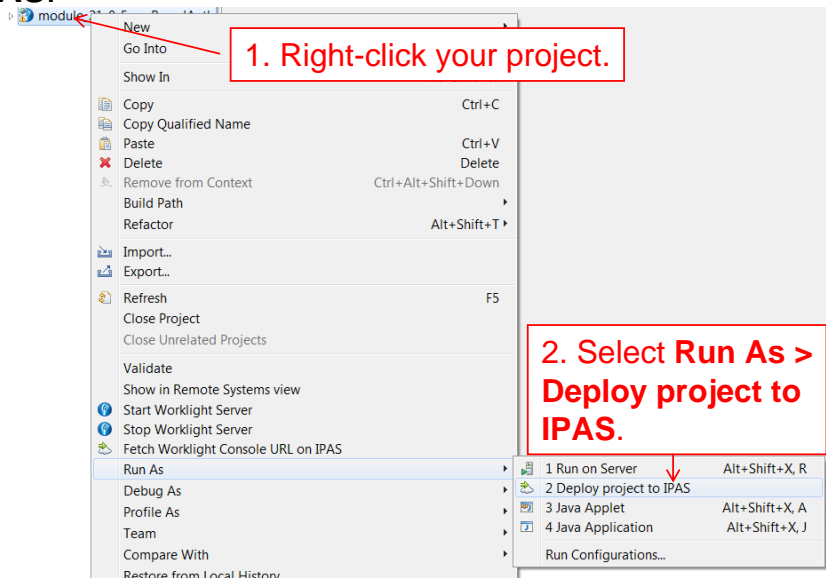 module_21_0
New
Go Into
1. Right-click your project.
Show In
Copy Ctrl+C
Copy Qualified Name
Paste Ctrl+V
Delete Delete
Remove from Context Ctrl+Alt+Shift+Down
Build Path
Refactor Alt+Shift+T
Import...
Export...
Refresh F5
Close Project
Close Unrelated Projects
2. Select Run As >
Deploy project to
IPAS.
Validate
Show in Remote Systems view
Start Worklight Server
Stop Worklight Server
Fetch Worklight Console URL on IPAS
Run As
1 Run on Server Alt+Shift+X, R
Debug As
2 Deploy project to IPAS
Profile As
3 Java Applet Alt+Shift+X, A
Team
4 Java Application Alt+Shift+X, J
Compare With
Run Configurations...
Restore from Local History